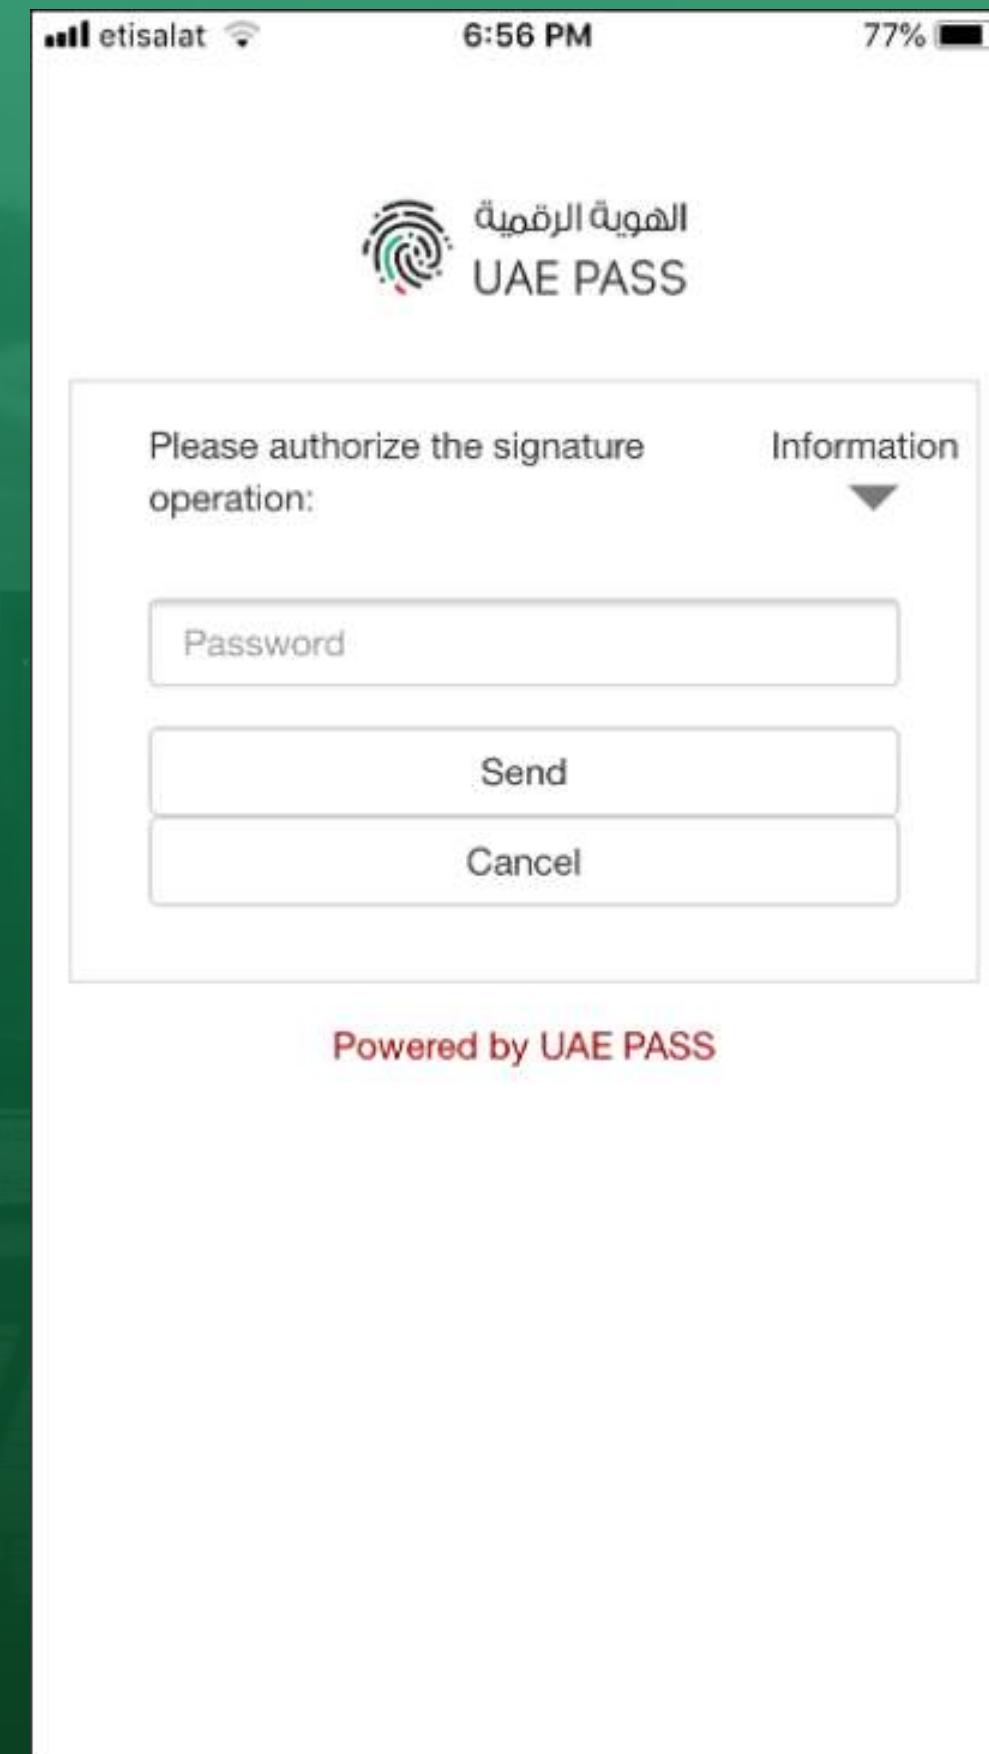 etisalat 6:56 PM 77%
الهوية الرقمية
UAE PASS
Please authorize the signature operation: Information
Password
Send
Cancel
Powered by UAE PASS